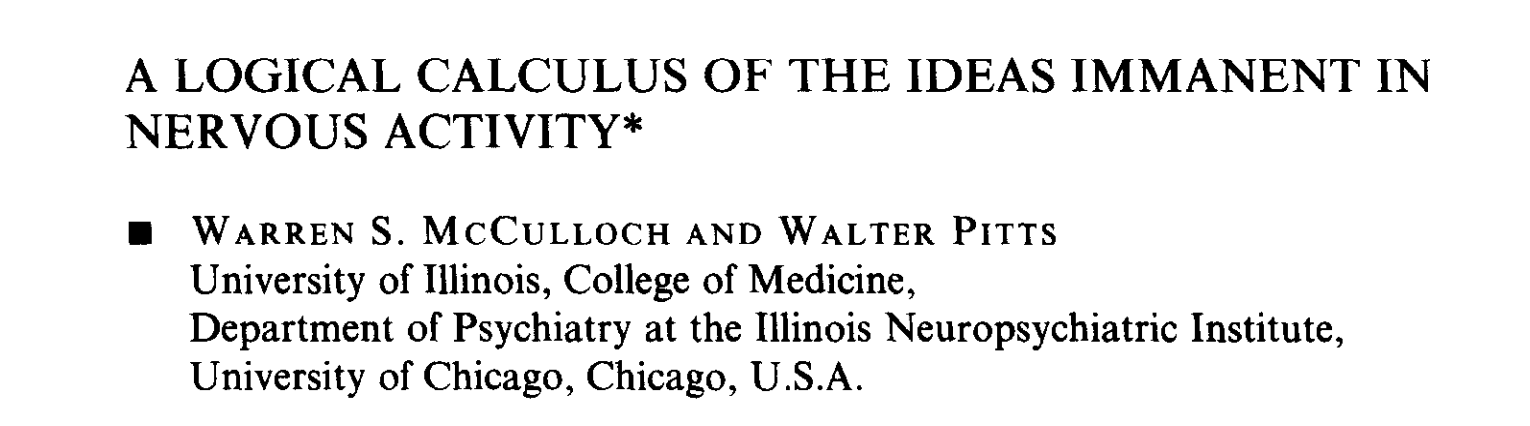 A LOGICAL CALCULUS OF THE IDEAS IMMANENT IN
NERVOUS ACTIVITY*
■ WARREN S. MCCULLOCH AND WALTER PITTS
University of Illinois, College of Medicine,
Department of Psychiatry at the Illinois Neuropsychiatric Institute,
University of Chicago, Chicago, U.S.A.